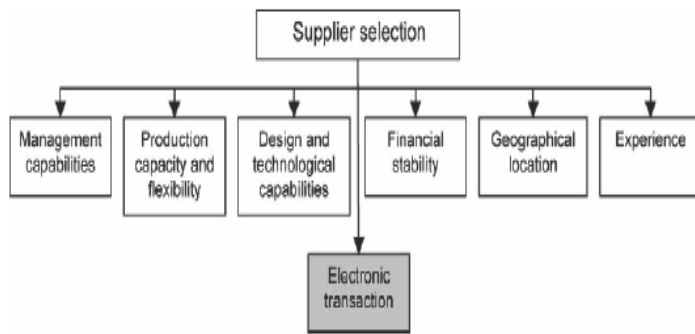 Supplier selection
Management
capabilities
Production
capacity and
flexibility
Design and
technological
capabilities
Financial
stability
Geographical
location
Experience
Electronic
transaction